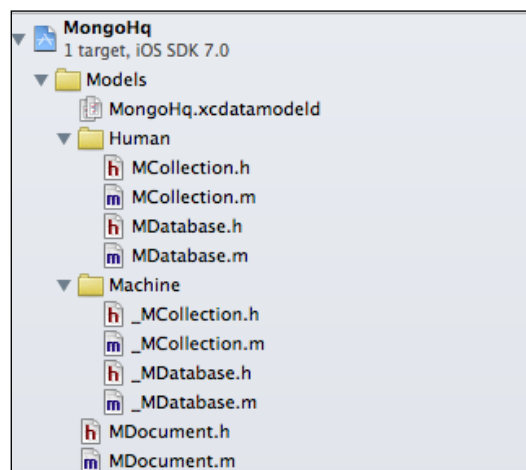 MongoHq
1 target, iOS SDK 7.0
Models
MongoHq.xcdatamodeld
Human
h MCollection.h
m MCollection.m
h MDatabase.h
m MDatabase.m
Machine
h _MCollection.h
m _MCollection.m
h _MDatabase.h
m _MDatabase.m
h MDocument.h
m MDocument.m